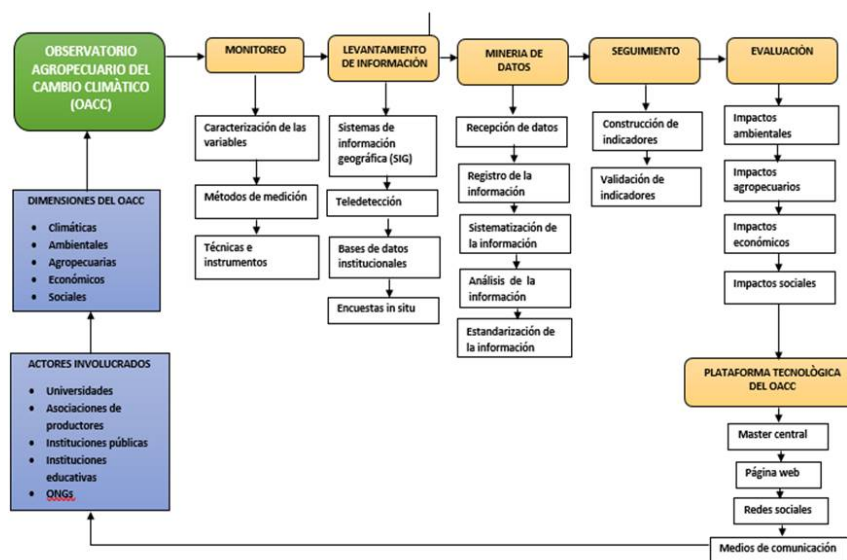 OBSERVATORIO
AGROPECUARIO DEL
CAMBIO CLIMÀTICO
(OACC)
MONITOREO
Caracterización de las
variables
Métodos de medición
Técnicas e
instrumentos
LEVANTAMIENTO
DE INFORMACIÓN
Sistemas de
información
geográfica (SIG)
Teledetección
Bases de datos
institucionales
Encuestas in situ
MINERIA DE
DATOS
Recepción de datos
Registro de la
información
Sistematización de
la información
Análisis de la
información
Estandarización de
la información
SEGUIMIENTO
Construcción de
indicadores
Validación de
indicadores
EVALUACIÓN
Impactos
ambientales
Impactos
agropecuarios
Impactos
económicos
Impactos sociales
PLATAFORMA TECNOLÒGICA
DEL OACC
Master central
Página web
Redes sociales
Medios de comunicación
ACTORES INVOLUCRADOS
• Universidades
• Asociaciones de
productores
• Instituciones públicas
• Instituciones
educativas
• ONGs
DIMENSIONES DEL OACC
• Climáticas
• Ambientales
• Agropecuarias
• Económicos
• Sociales